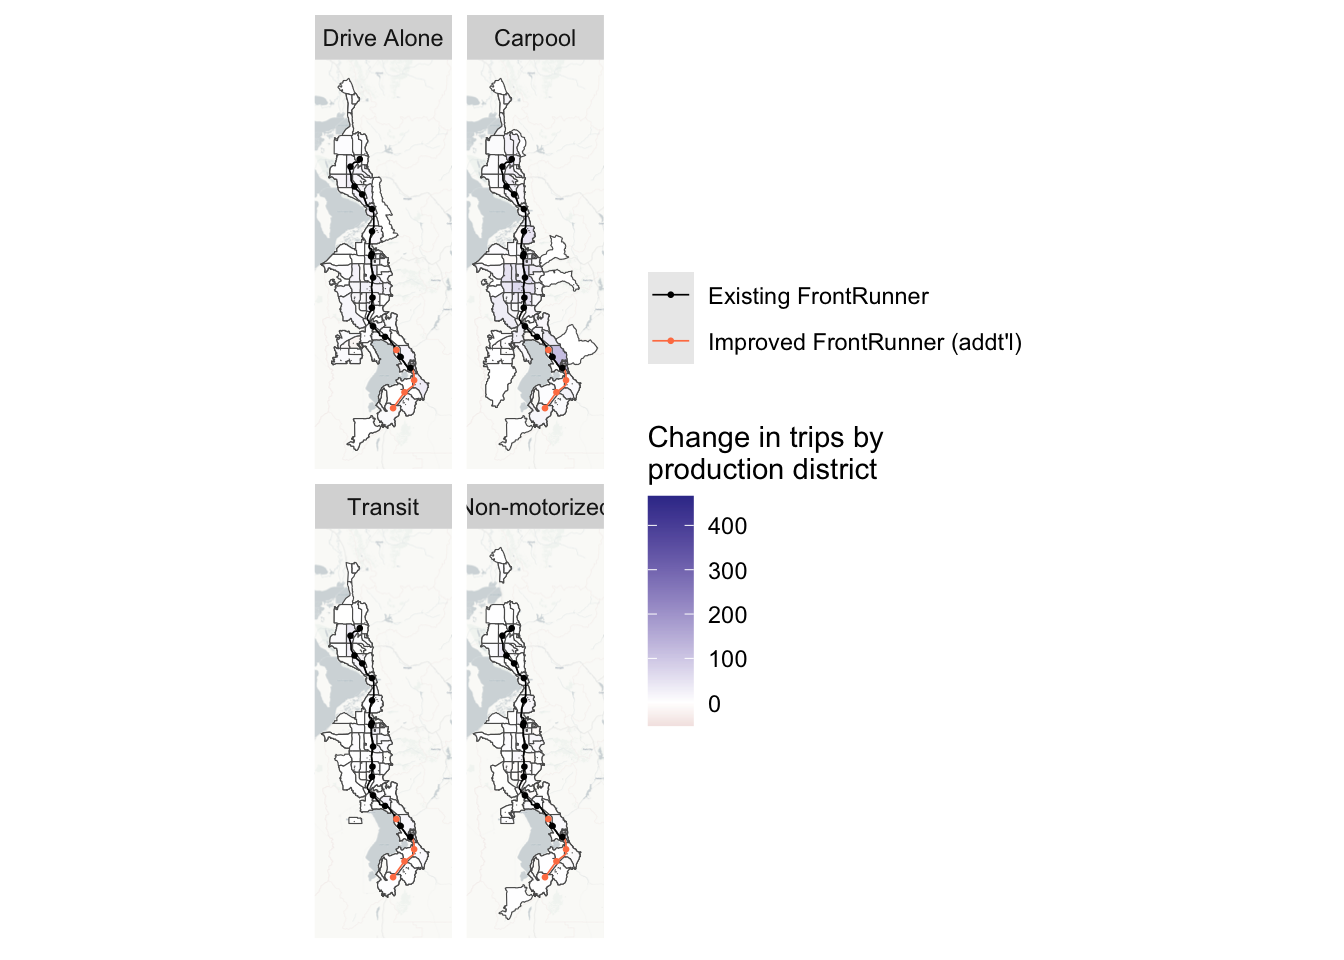 Drive Alone
Carpool
Existing FrontRunner
Improved FrontRunner (addt'l)
Change in trips by
production district
400
300
200
100
0
Transit
Non-motorized